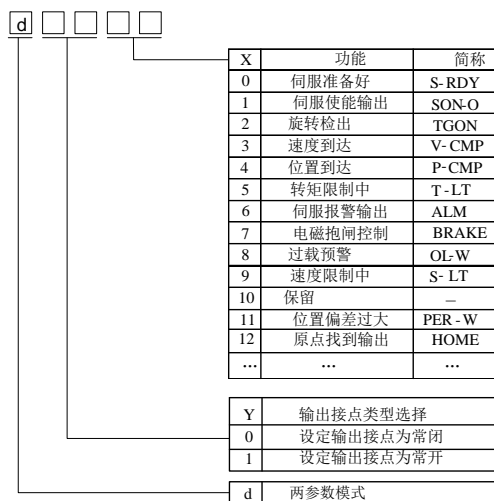 d
X 功能 简称
0 伺服准备好 S-RDY
1 伺服使能输出 SON-O
2 旋转检出 TGON
3 速度到达 V-CMP
4 位置到达 P-CMP
5 转矩限制中 T-LT
6 伺服报警输出 ALM
7 电磁抱闸控制 BRAKE
8 过载预警 OL-W
9 速度限制中 S-LT
10 保留 –
11 位置偏差过大 PER-W
12 原点找到输出 HOME
... ... ...
Y 输出接点类型选择
0 设定输出接点为常闭
1 设定输出接点为常开
d 两参数模式